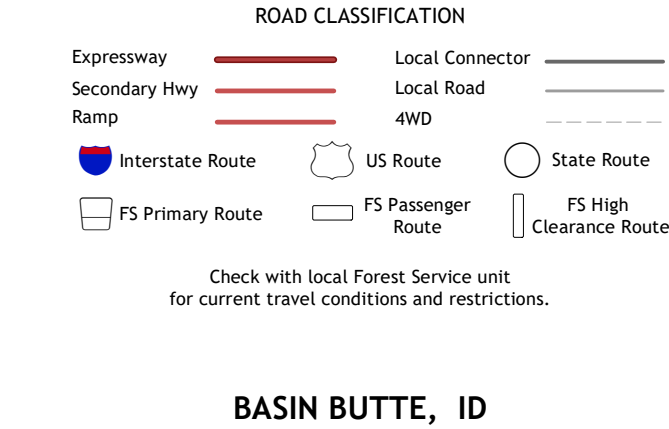 ROAD CLASSIFICATION
Expressway
Local Connector
Secondary Hwy
Local Road
Ramp
4WD
Interstate Route
US Route
State Route
FS Primary Route
FS Passenger
Route
FS High
Clearance Route
Check with local Forest Service unit
for current travel conditions and restrictions.
BASIN BUTTE, ID